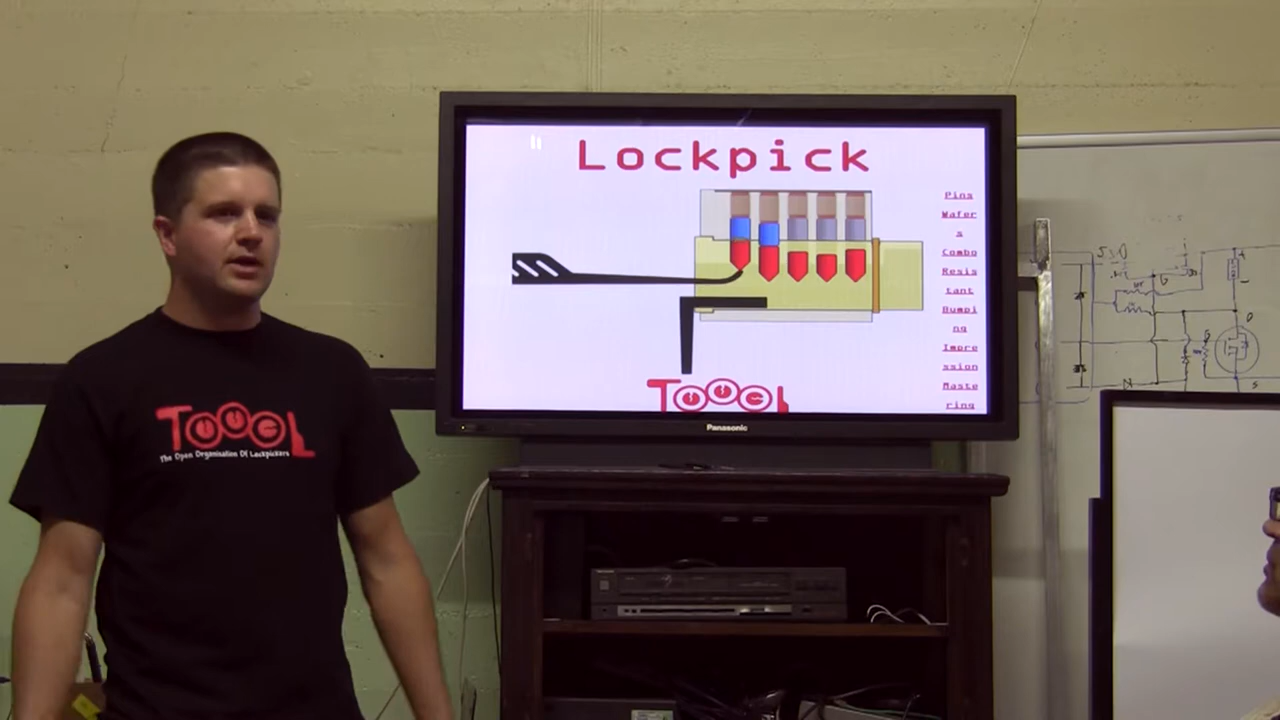 Lockpick
Pins
Wafer
s
Combo
Resis
tant
Bumpi
ng
Impre
ssion
Maste
ring
TOOOL
Panasonic
TOOOL
The Open Organisation Of Lockpickers